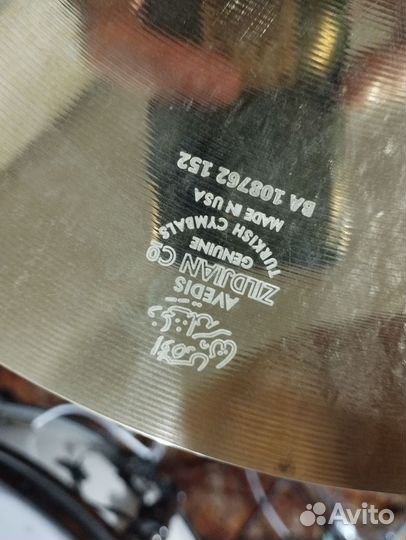 AVEDIS
ZILDJIAN CO
GENUINE
TURKISH CYMBALS
MADE IN USA
BA 108762 152
Avito